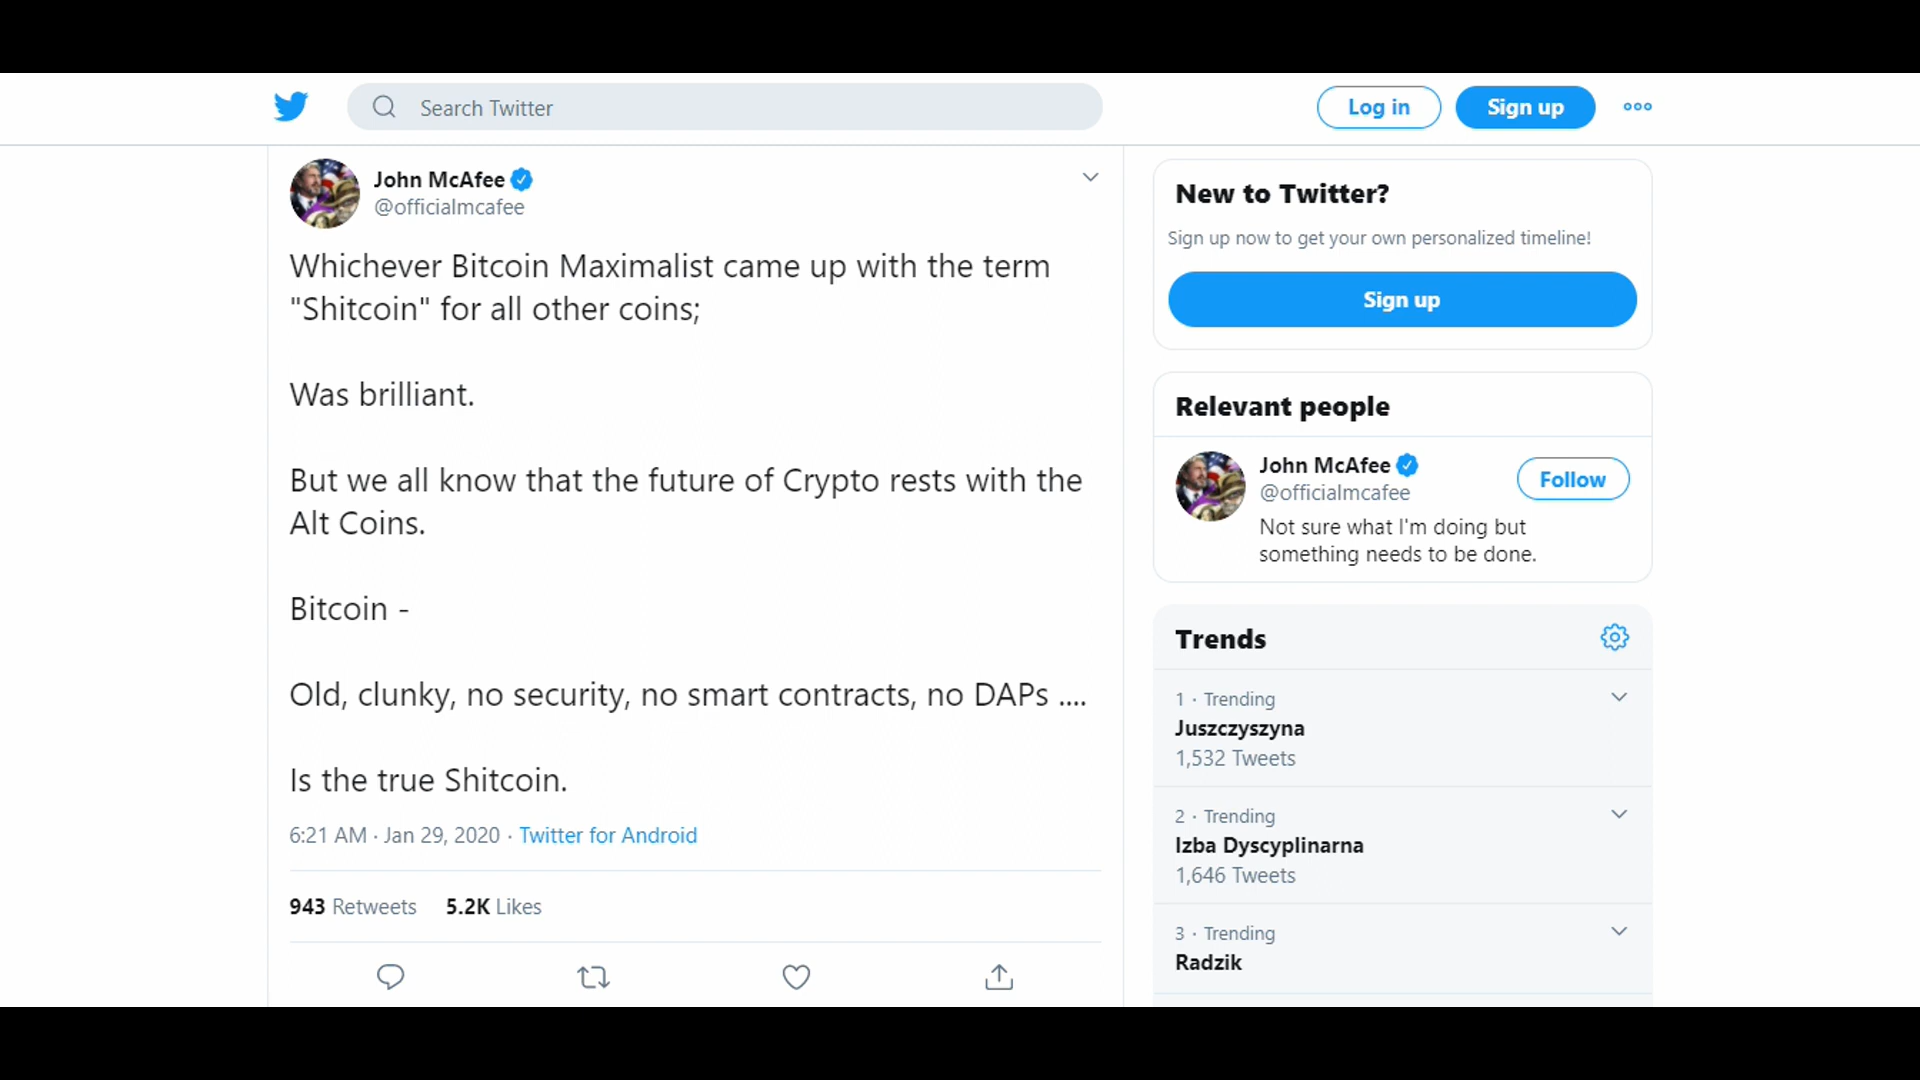 Search Twitter
Log in
Sign up
John McAfee
@officialmcafee
Whichever Bitcoin Maximalist came up with the term
"Shitcoin" for all other coins;
Was brilliant.
But we all know that the future of Crypto rests with the
Alt Coins.
Bitcoin -
Old, clunky, no security, no smart contracts, no DAPs ....
Is the true Shitcoin.
6:21 AM · Jan 29, 2020 · Twitter for Android
943 Retweets 5.2K Likes
New to Twitter?
Sign up now to get your own personalized timeline!
Sign up
Relevant people
John McAfee
@officialmcafee
Follow
Not sure what I'm doing but
something needs to be done.
Trends
1 · Trending
Juszczyszyna
1,532 Tweets
2 · Trending
Izba Dyscyplinarna
1,646 Tweets
3 · Trending
Radzik